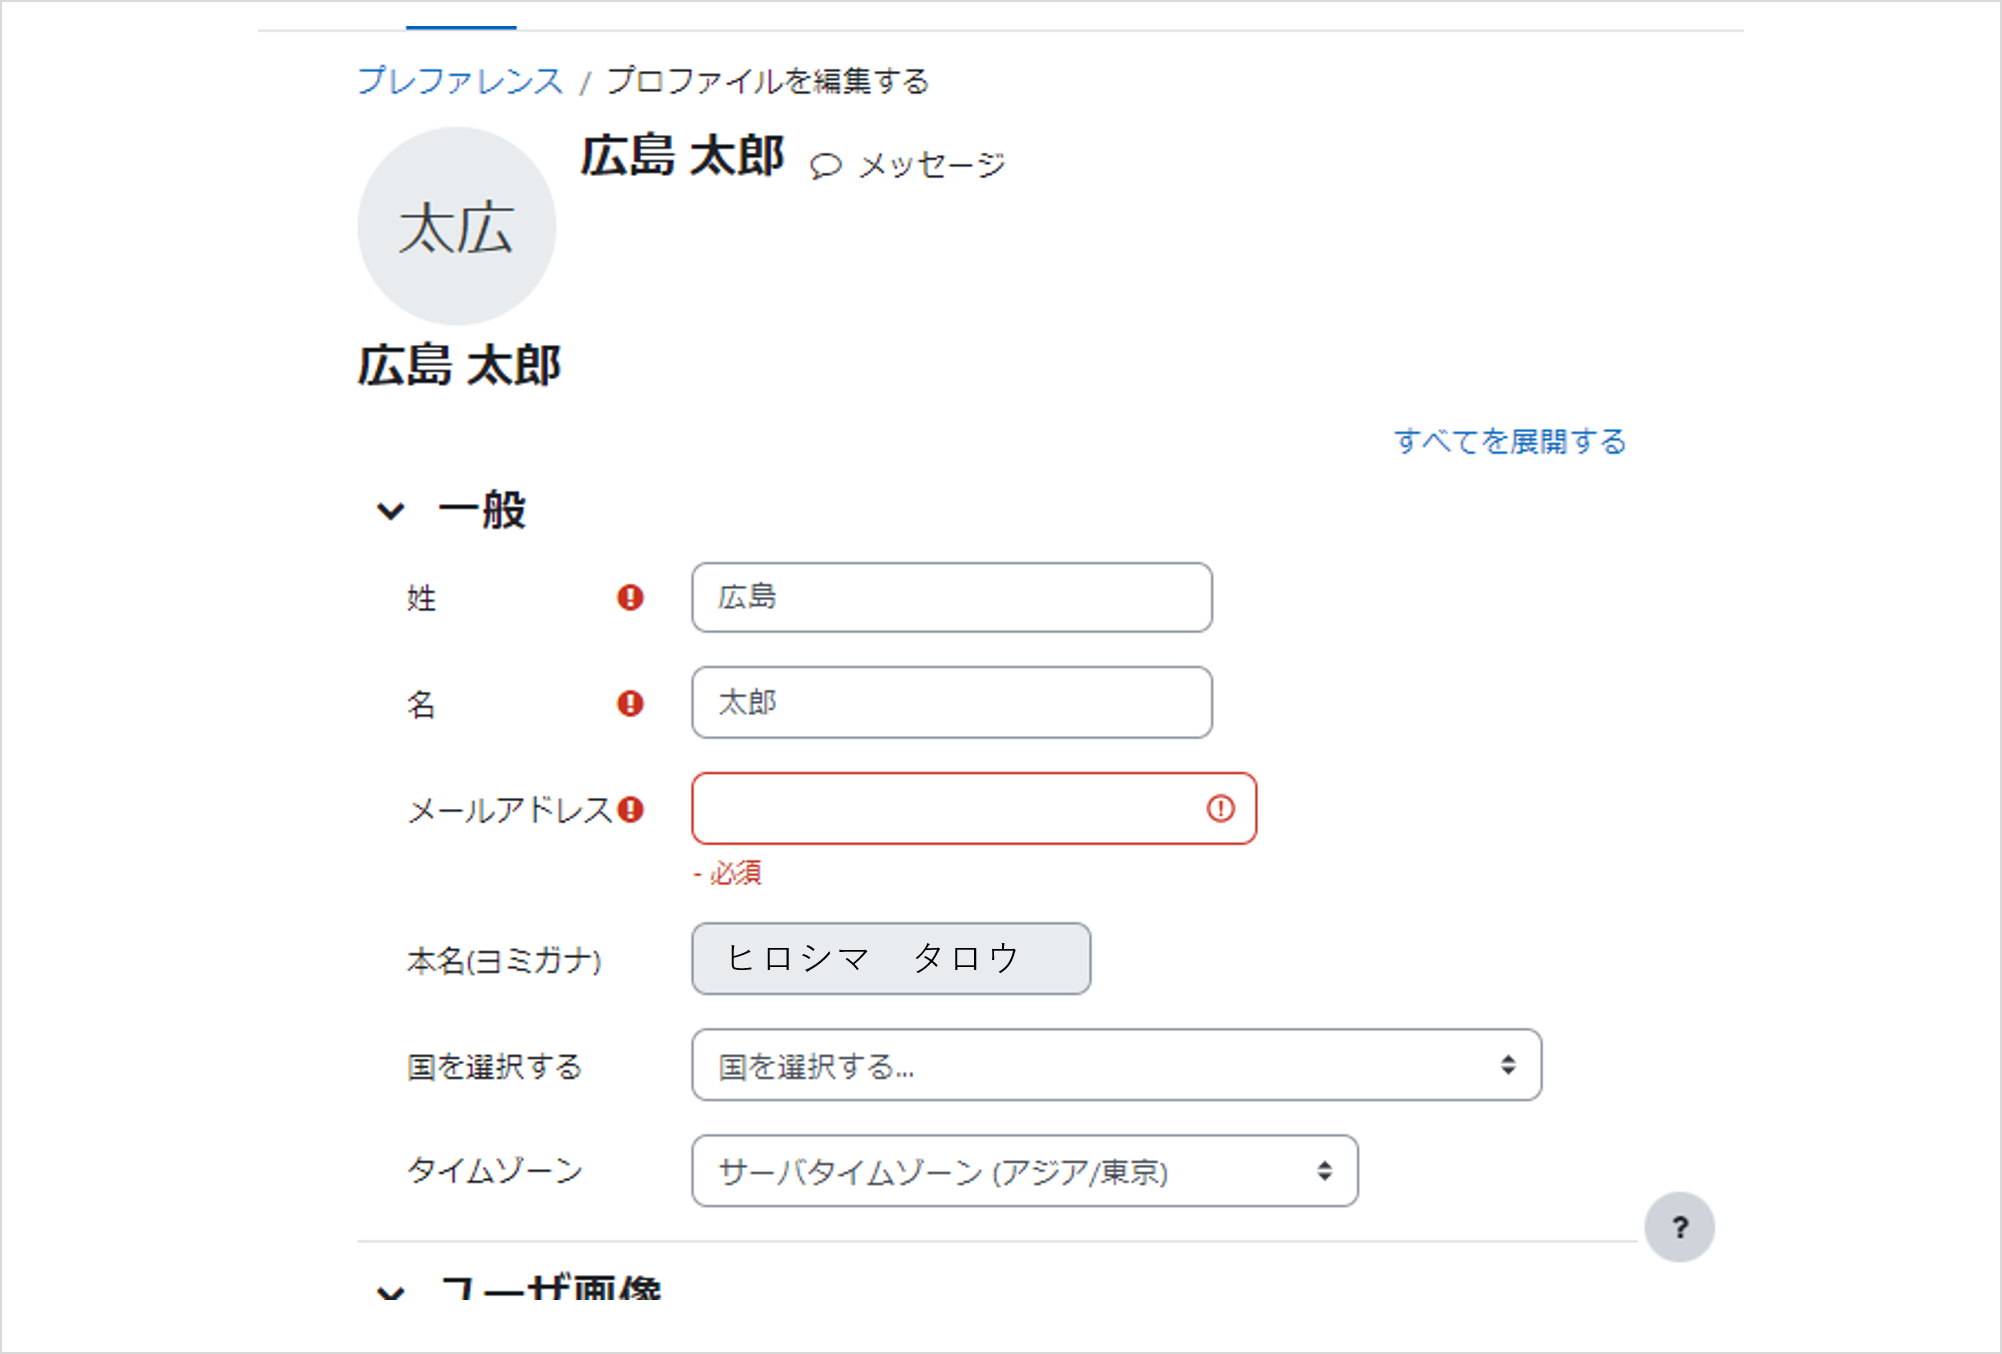 プレファレンス / プロファイルを編集する
広島 太郎 メッセージ
太広
広島 太郎
すべてを展開する
一般
姓 広島
名 太郎
メールアドレス
- 必須
本名(ヨミガナ) ヒロシマ　タロウ
国を選択する 国を選択する...
タイムゾーン サーバタイムゾーン (アジア/東京)
?
ユーザ画像